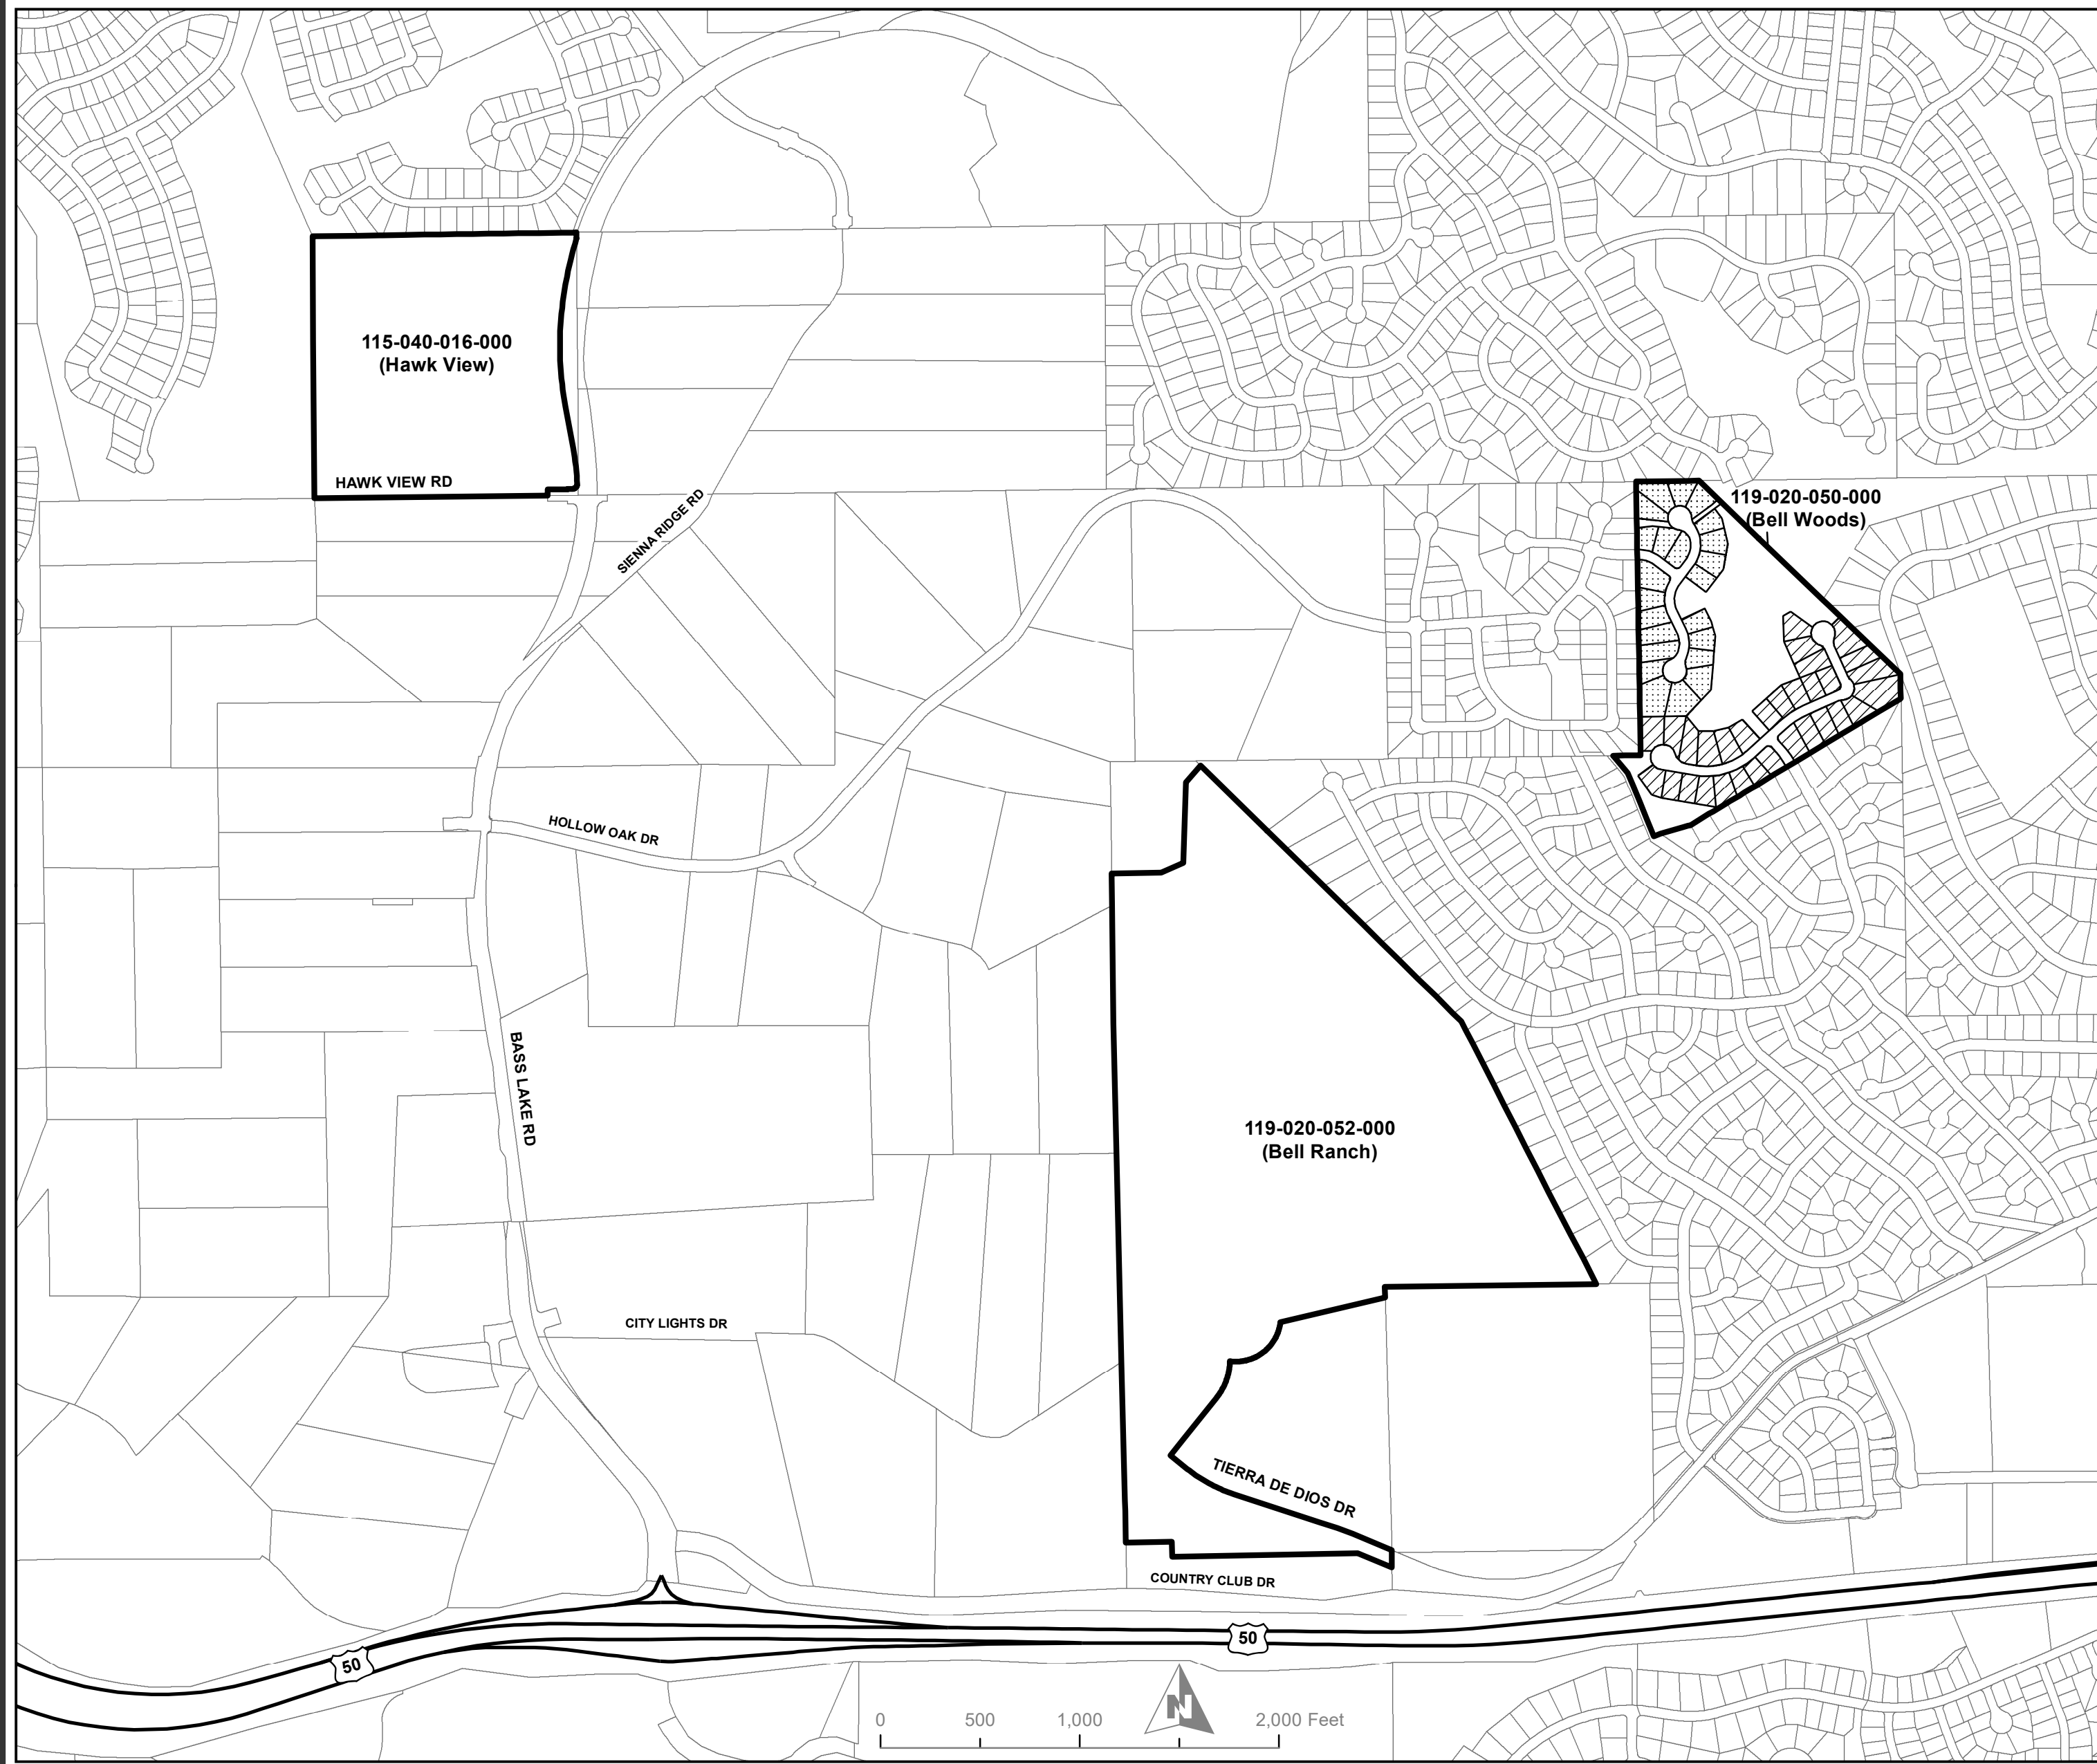 115-040-016-000
(Hawk View)
HAWK VIEW RD
119-020-050-000
(Bell Woods)
SIENNA RIDGE RD
HOLLOW OAK DR
BASS LAKE RD
119-020-052-000
(Bell Ranch)
CITY LIGHTS DR
TIERRA DE DIOS DR
COUNTRY CLUB DR
50
50
N
0 500 1,000 2,000 Feet